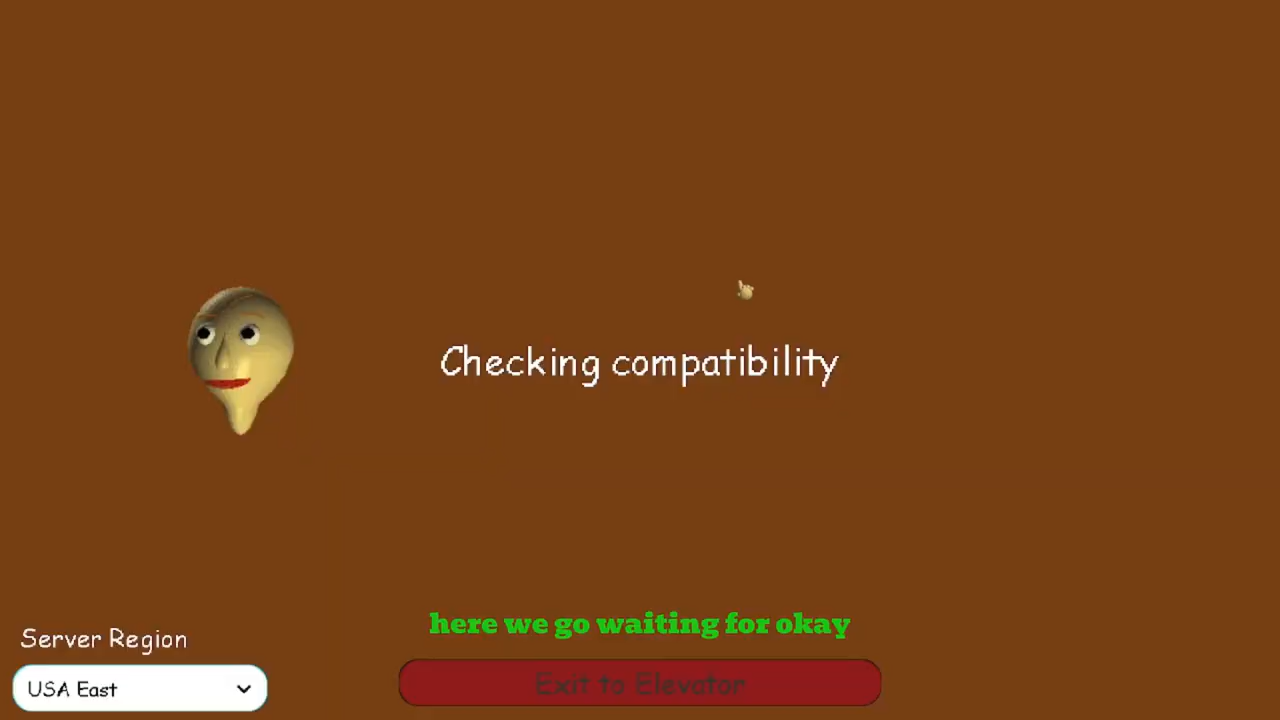 Checking compatibility
here we go waiting for okay
Server Region
USA East
Exit to Elevator